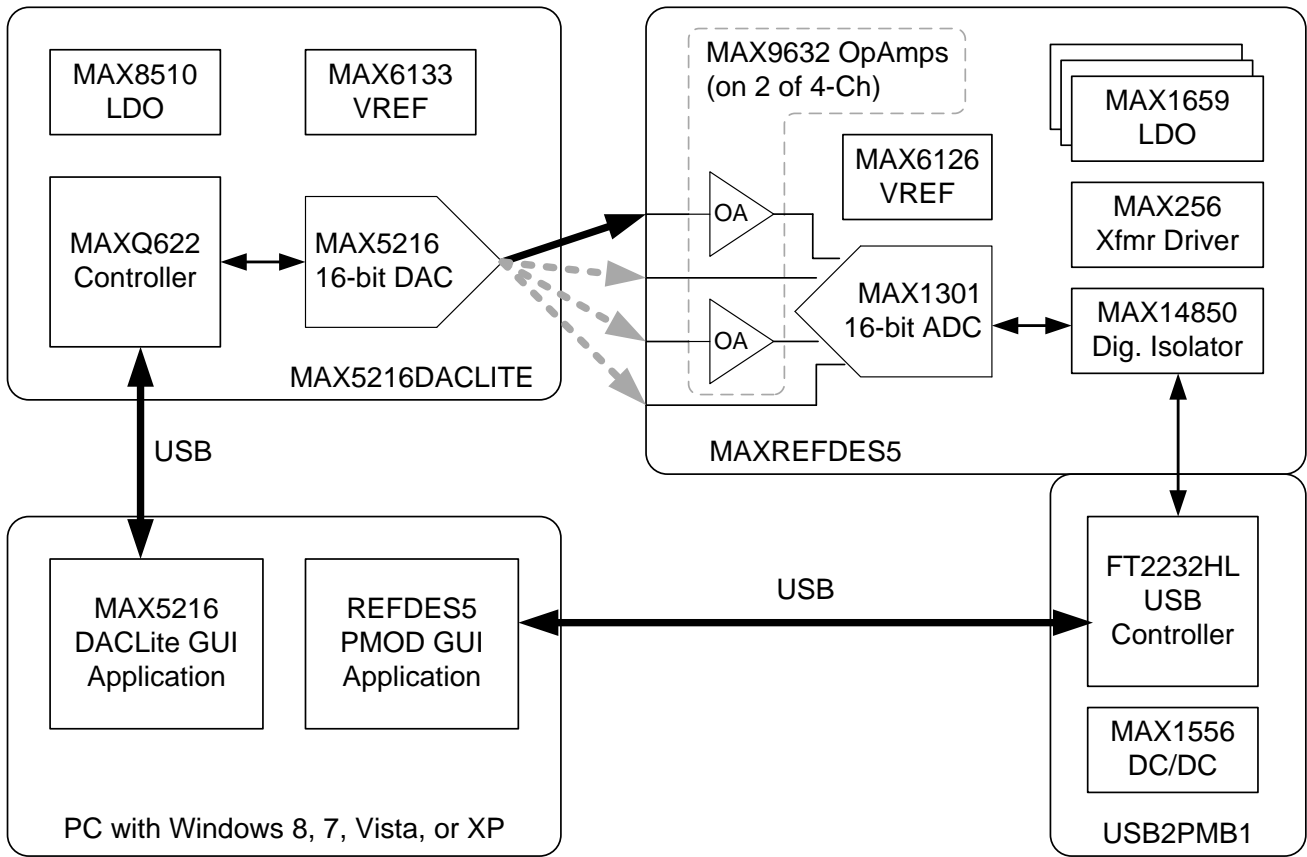 MAX8510
LDO
MAX6133
VREF
MAXQ622
Controller
MAX5216
16-bit DAC
MAX5216DACLITE
MAX9632 OpAmps
(on 2 of 4-Ch)
MAX1659
LDO
MAX6126
VREF
OA
MAX256
Xfmr Driver
MAX1301
16-bit ADC
MAX14850
Dig. Isolator
OA
MAXREFDES5
USB
MAX5216
DACLite GUI
Application
REFDES5
PMOD GUI
Application
PC with Windows 8, 7, Vista, or XP
USB
FT2232HL
USB
Controller
MAX1556
DC/DC
USB2PMB1